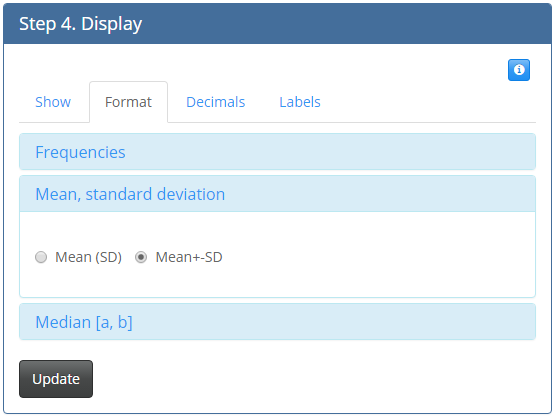 Step 4. Display
Show Format Decimals Labels
Frequencies
Mean, standard deviation
Mean (SD) Mean+-SD
Median [a, b]
Update